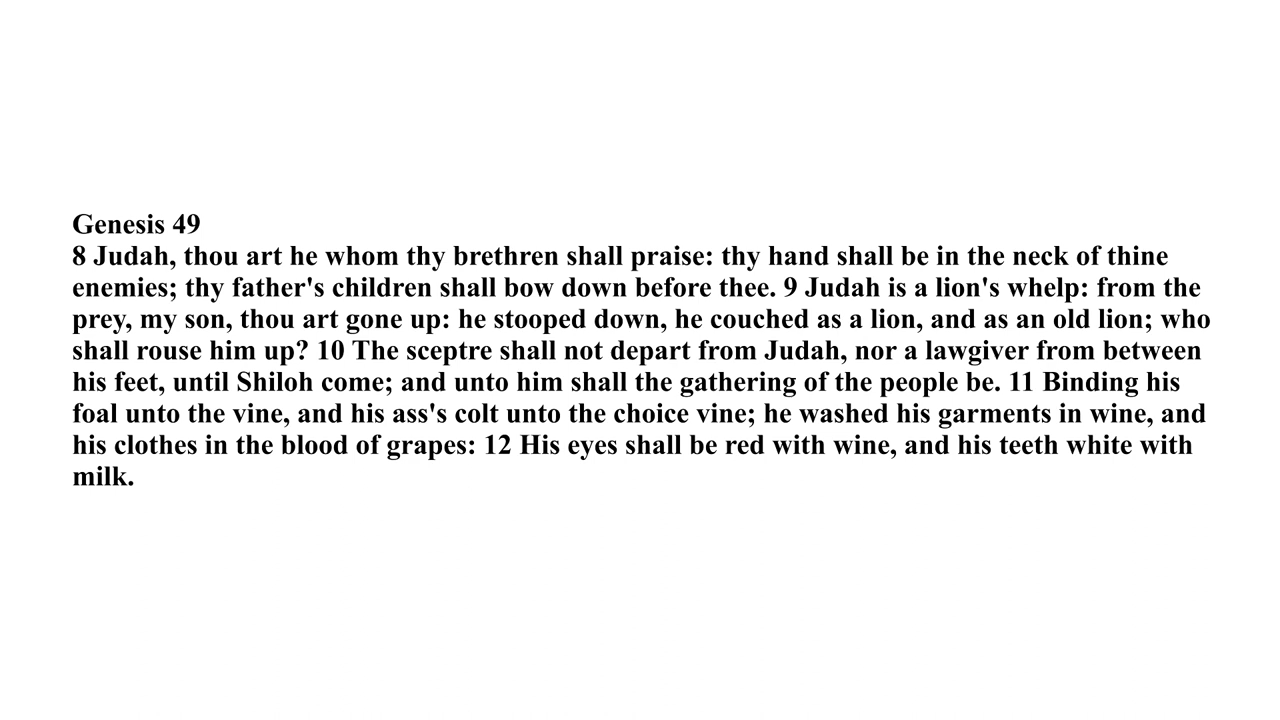 Genesis 49
8 Judah, thou art he whom thy brethren shall praise: thy hand shall be in the neck of thine
enemies; thy father's children shall bow down before thee. 9 Judah is a lion's whelp: from the
prey, my son, thou art gone up: he stooped down, he couched as a lion, and as an old lion; who
shall rouse him up? 10 The sceptre shall not depart from Judah, nor a lawgiver from between
his feet, until Shiloh come; and unto him shall the gathering of the people be. 11 Binding his
foal unto the vine, and his ass's colt unto the choice vine; he washed his garments in wine, and
his clothes in the blood of grapes: 12 His eyes shall be red with wine, and his teeth white with
milk.